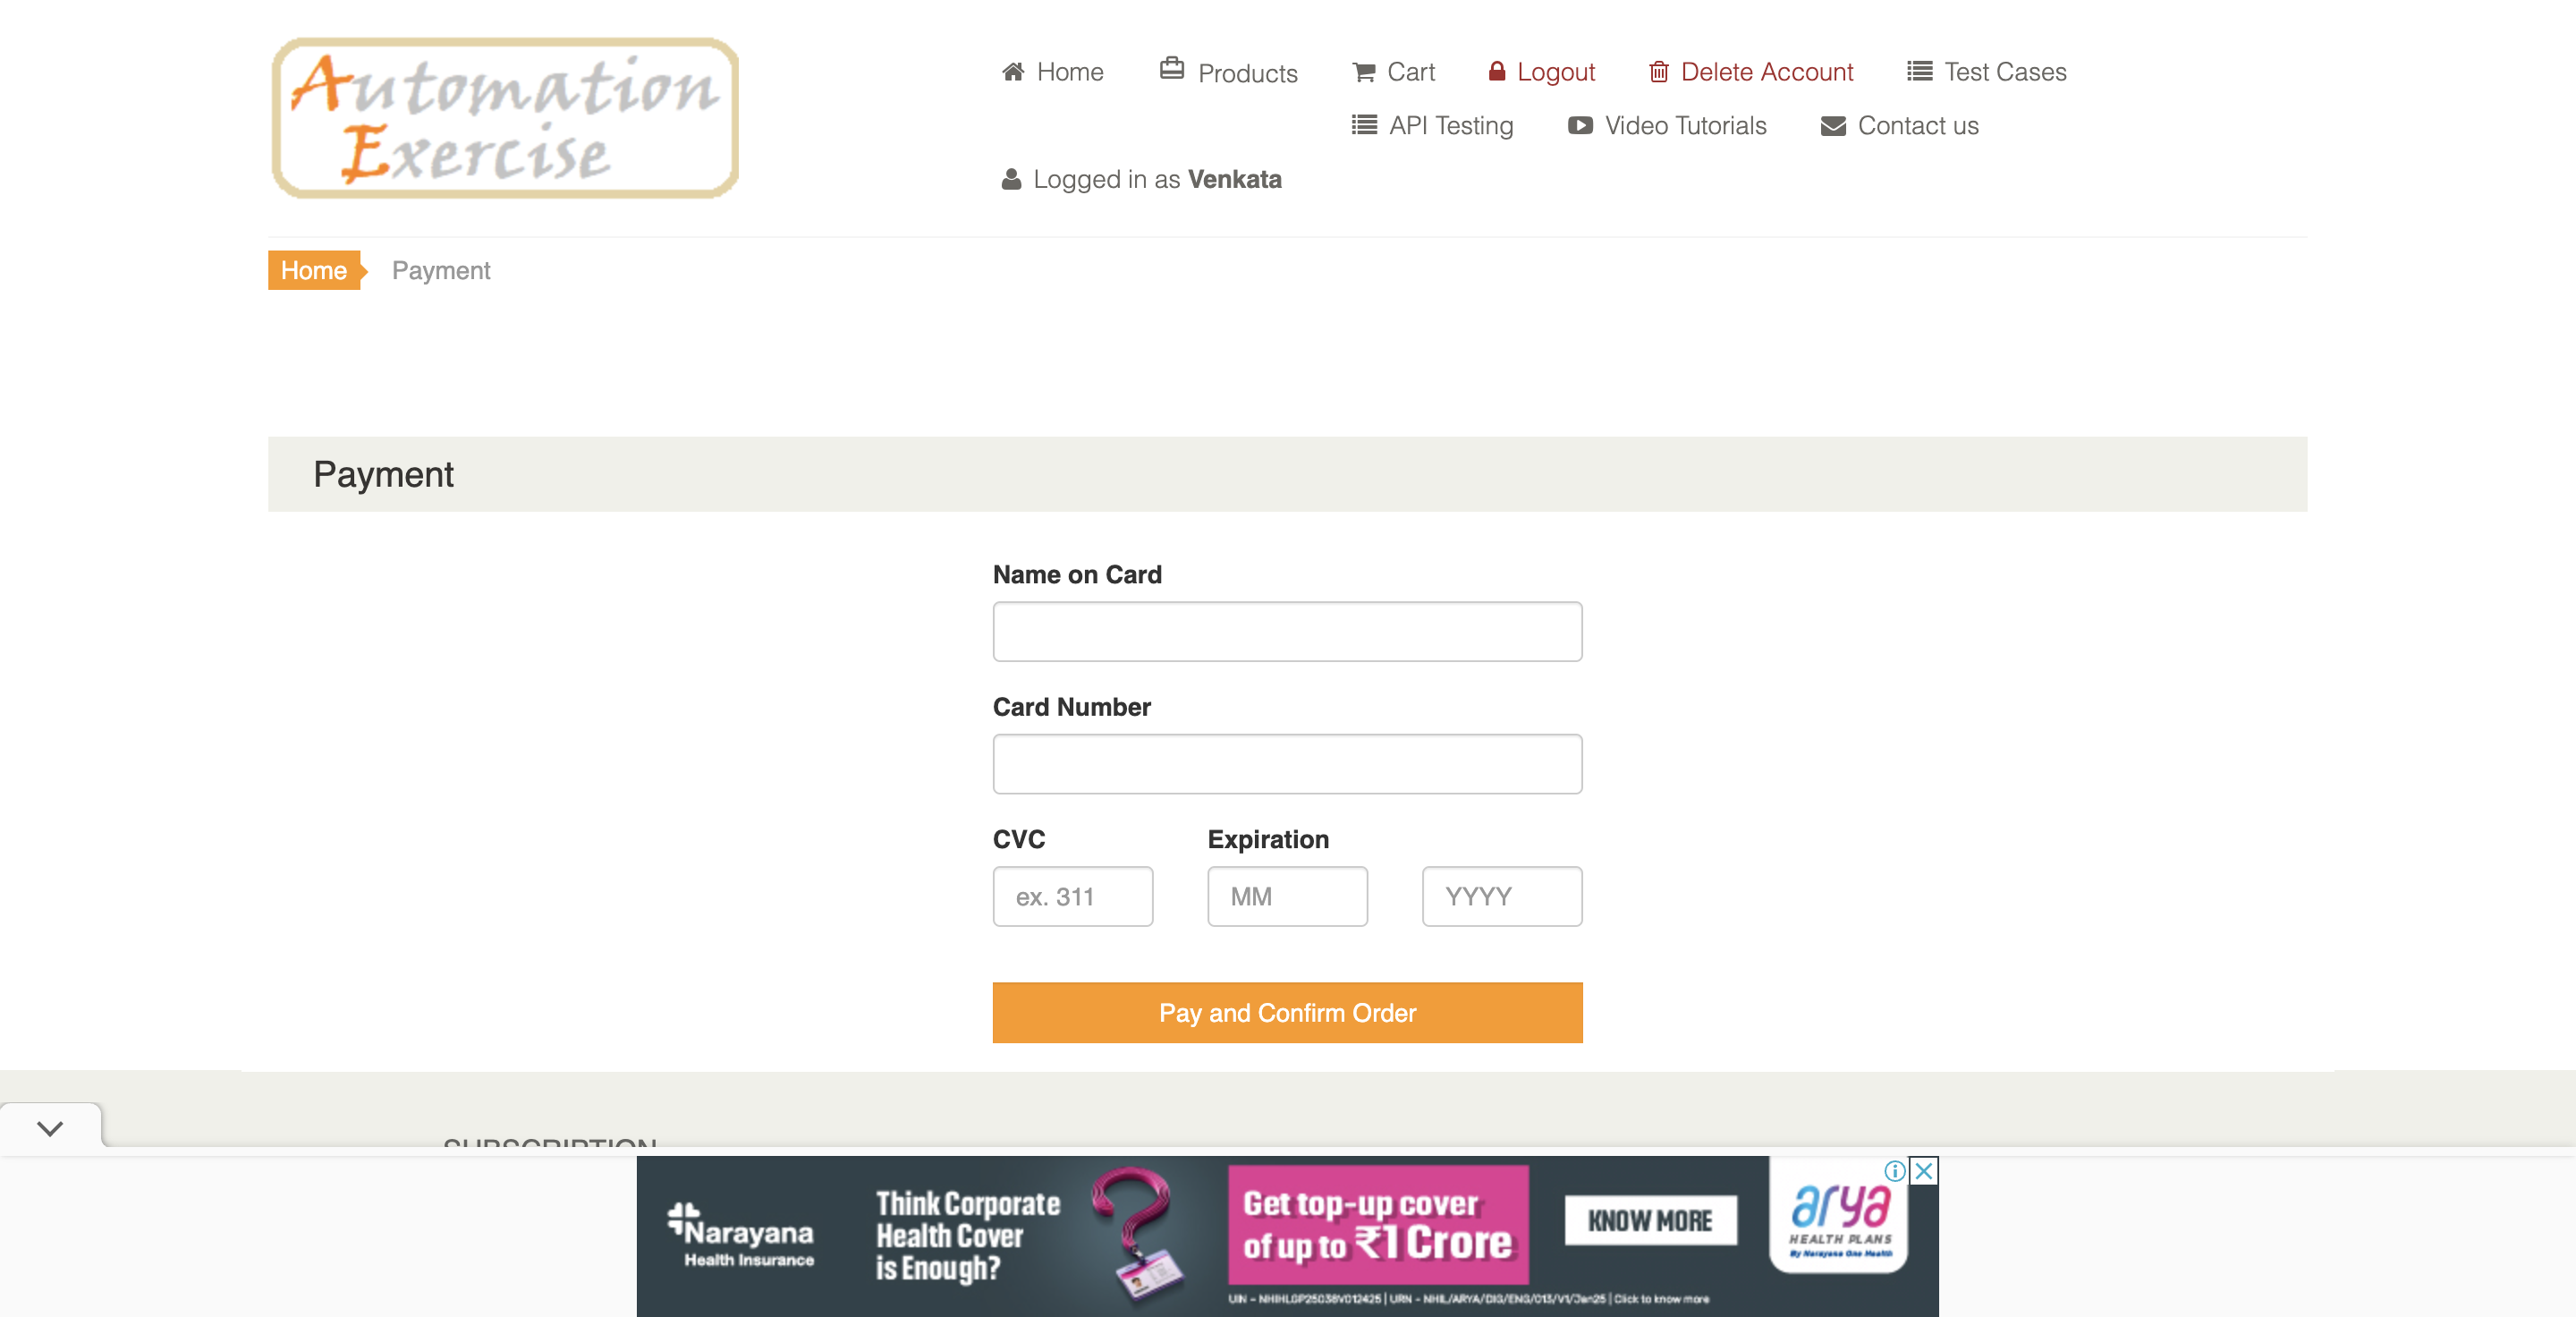 Automation
Exercise
Home Products Cart Logout Delete Account Test Cases
API Testing Video Tutorials Contact us
Logged in as Venkata
Home Payment
Payment
Name on Card
Card Number
CVC Expiration
ex. 311 MM YYYY
Pay and Confirm Order
SUBSCRIPTION
Narayana
Health Insurance
Think Corporate
Health Cover
is Enough?
Get top-up cover
of up to ₹1 Crore
KNOW MORE
arya
HEALTH PLANS
By Narayana One Health
UIN - NHIHLGP25038V012425 | URN - NHIL/ARYA/DIG/ENG/013/V1/Jan25 | Click to know more